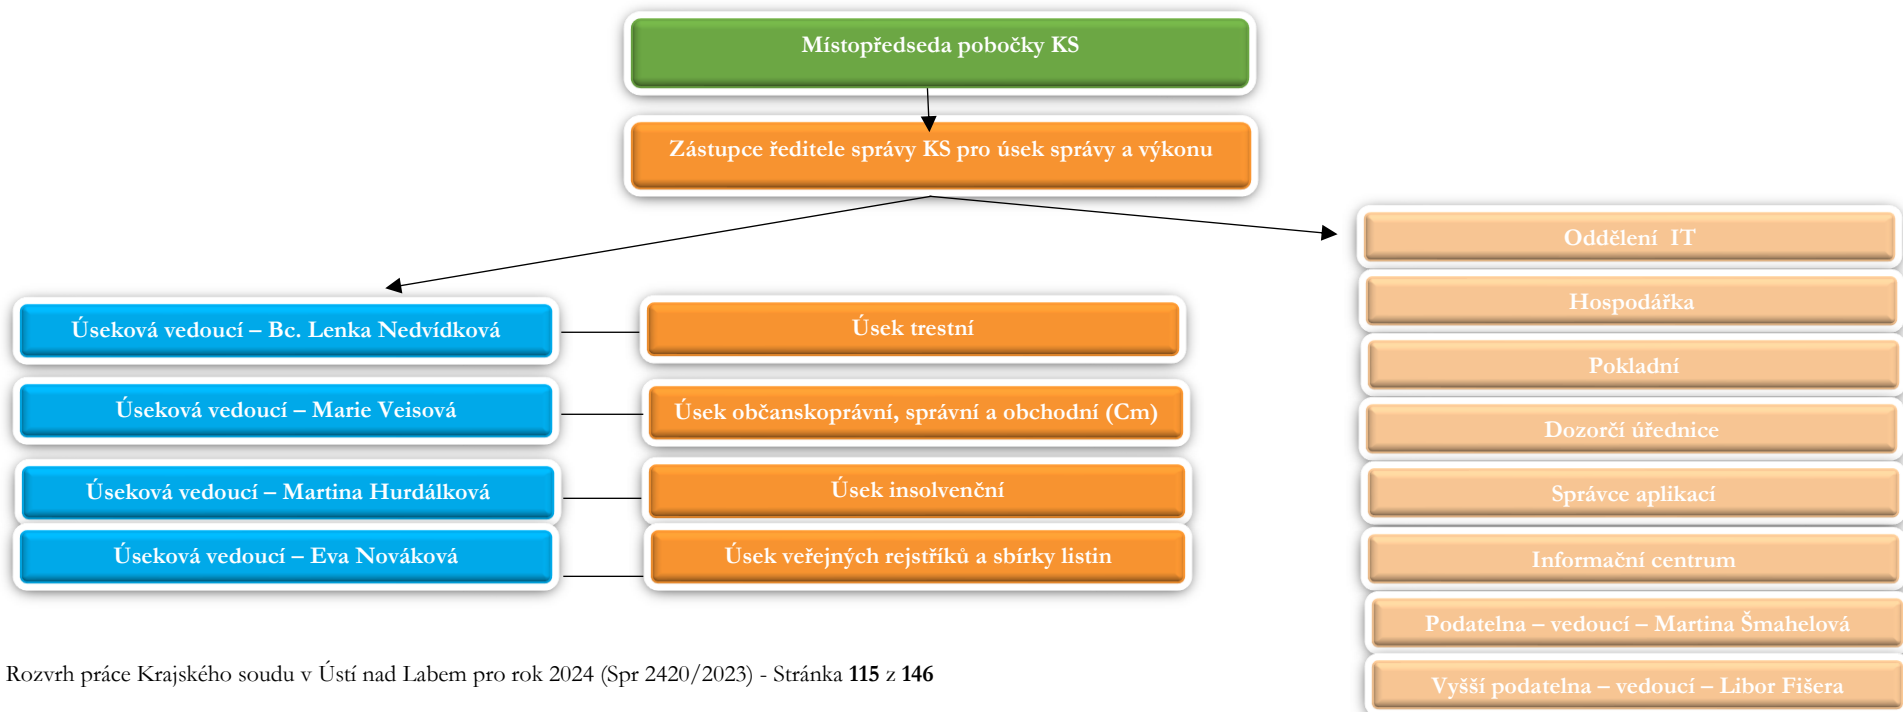 Místopředseda pobočky KS
Zástupce ředitele správy KS pro úsek správy a výkonu
Úseková vedoucí – Bc. Lenka Nedvídková
Úsek trestní
Úseková vedoucí – Marie Veisová
Úsek občanskoprávní, správní a obchodní (Cm)
Úseková vedoucí – Martina Hurdálková
Úsek insolvenční
Úseková vedoucí – Eva Nováková
Úsek veřejných rejstříků a sbírky listin
Oddělení  IT
Hospodářka
Pokladní
Dozorčí úřednice
Správce aplikací
Informační centrum
Podatelna – vedoucí – Martina Šmahelová
Vyšší podatelna – vedoucí – Libor Fišera
Rozvrh práce Krajského soudu v Ústí nad Labem pro rok 2024 (Spr 2420/2023) - Stránka 115 z 146